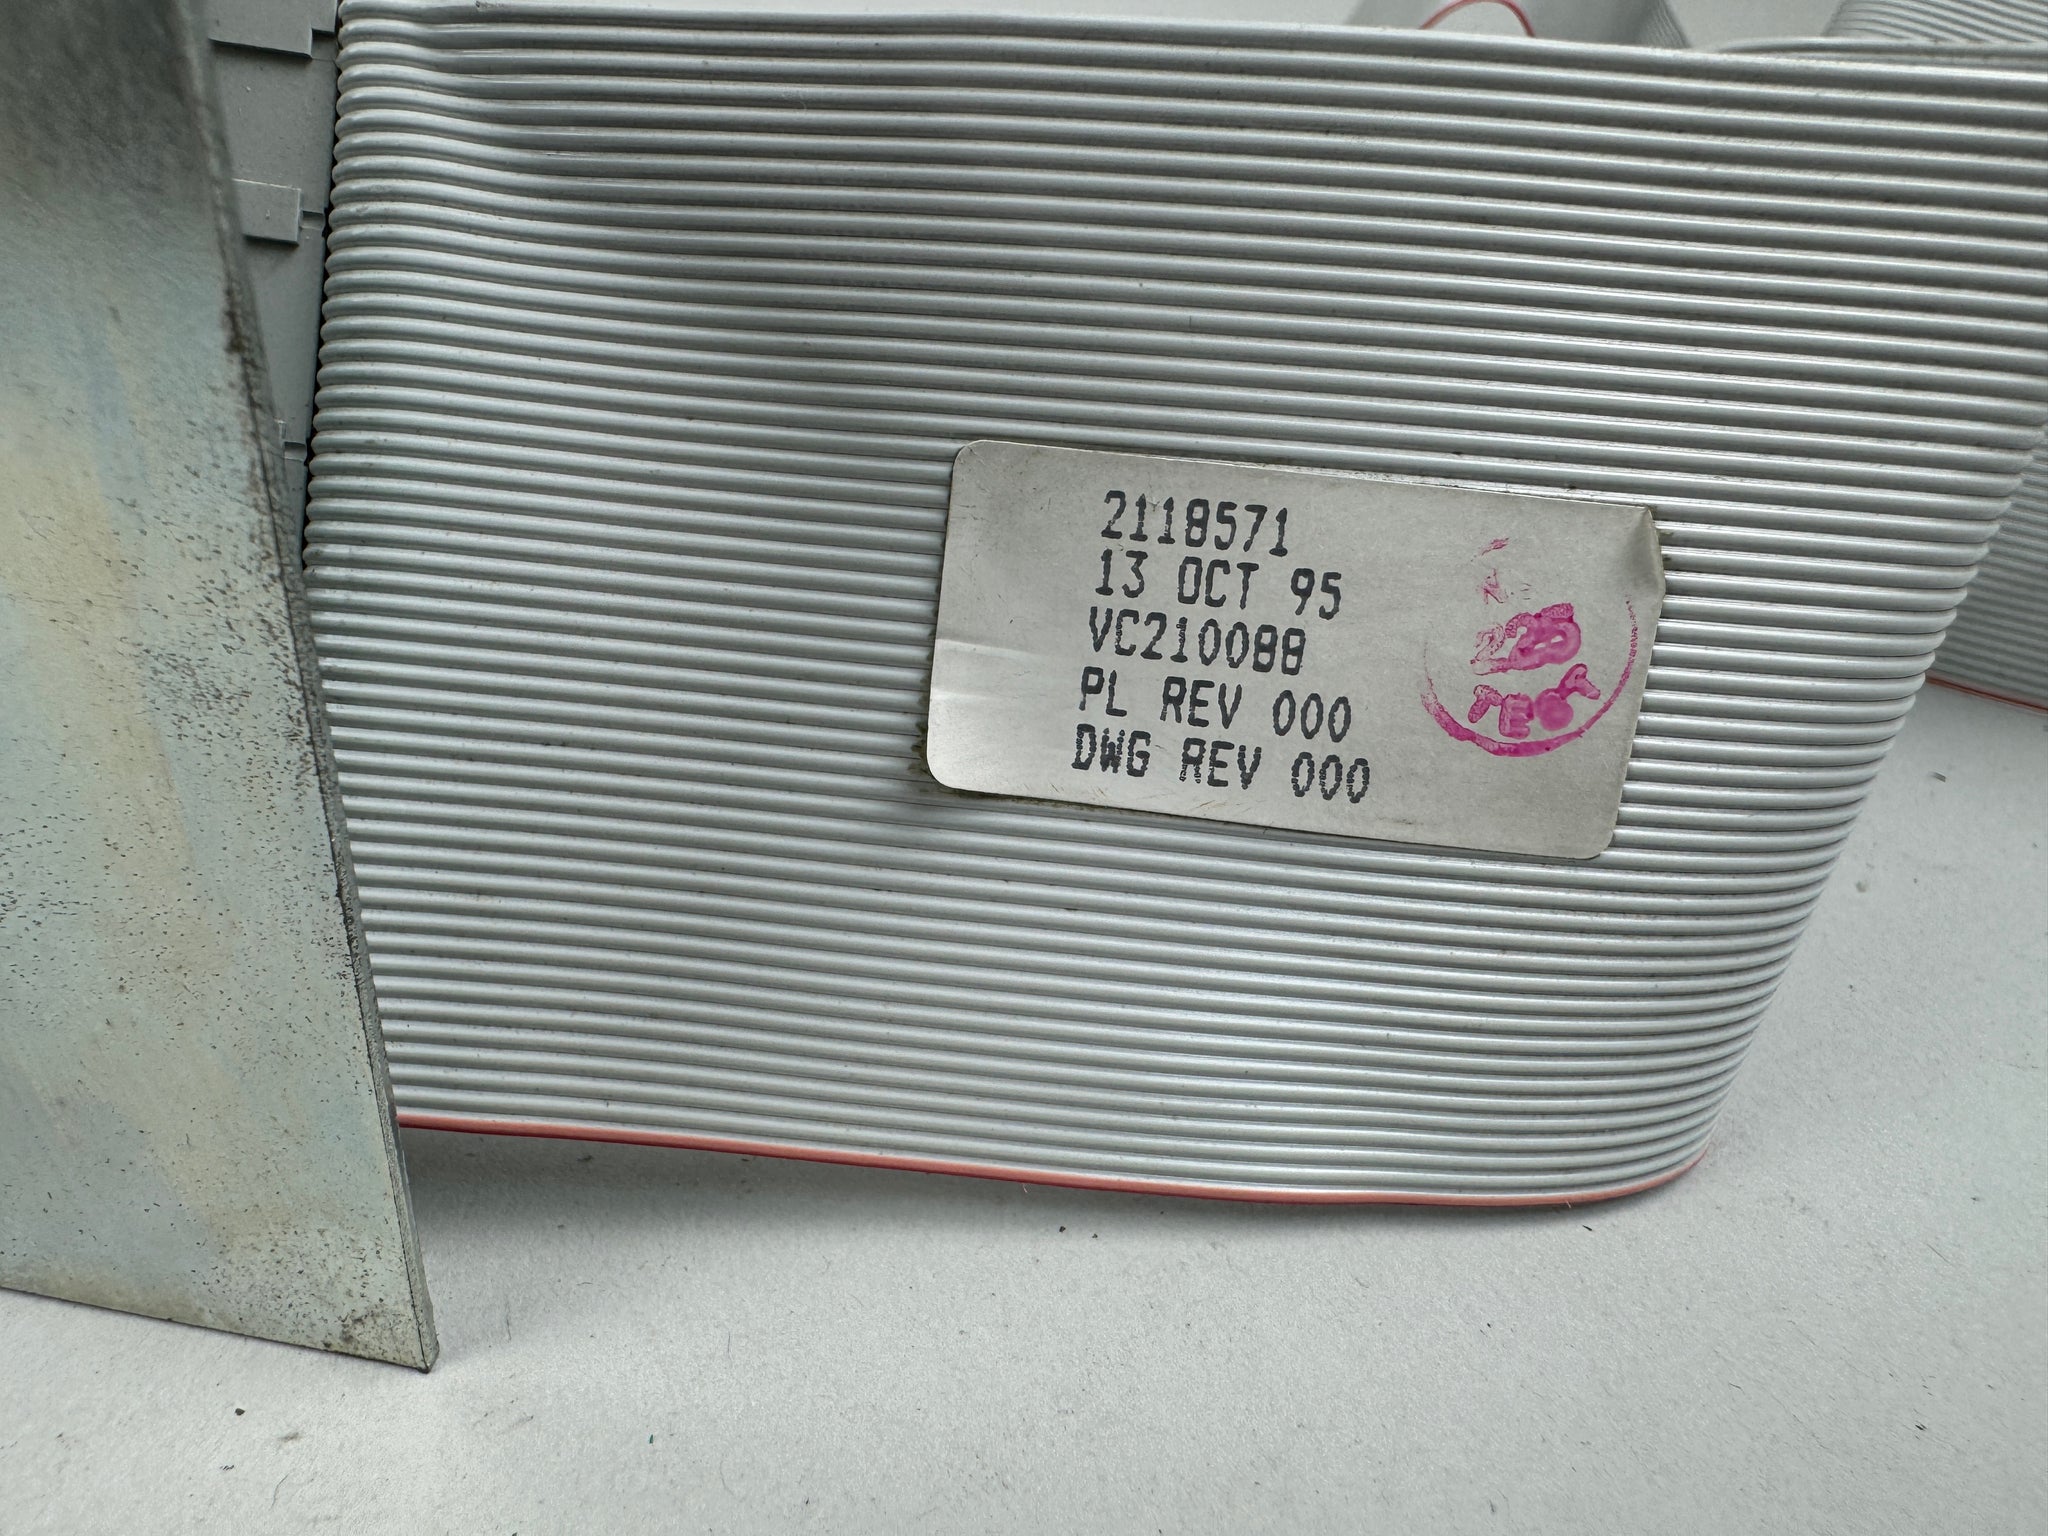 2118571
13 OCT 95
VC210088
PL REV 000
DWG REV 000